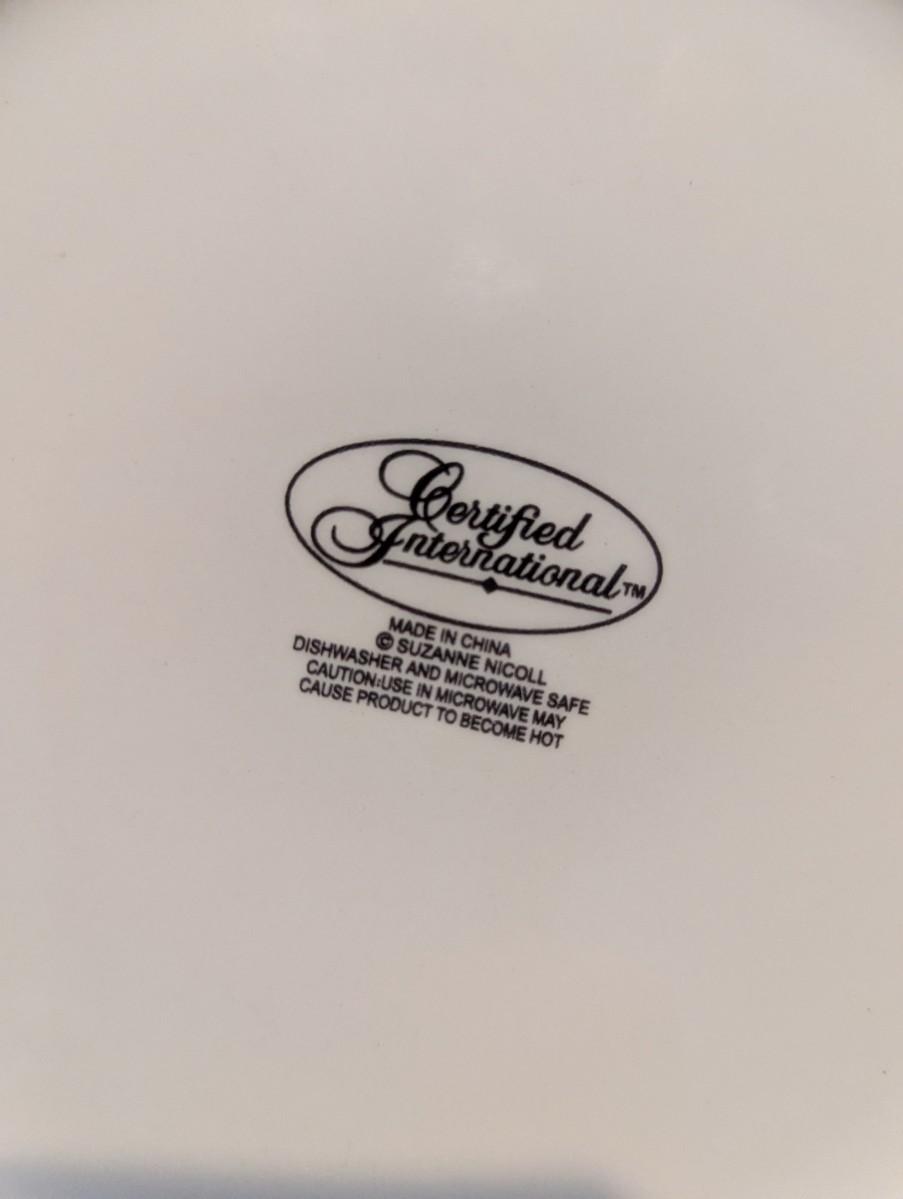 Certified
International™
MADE IN CHINA
© SUZANNE NICOLL
DISHWASHER AND MICROWAVE SAFE
CAUTION:USE IN MICROWAVE MAY
CAUSE PRODUCT TO BECOME HOT